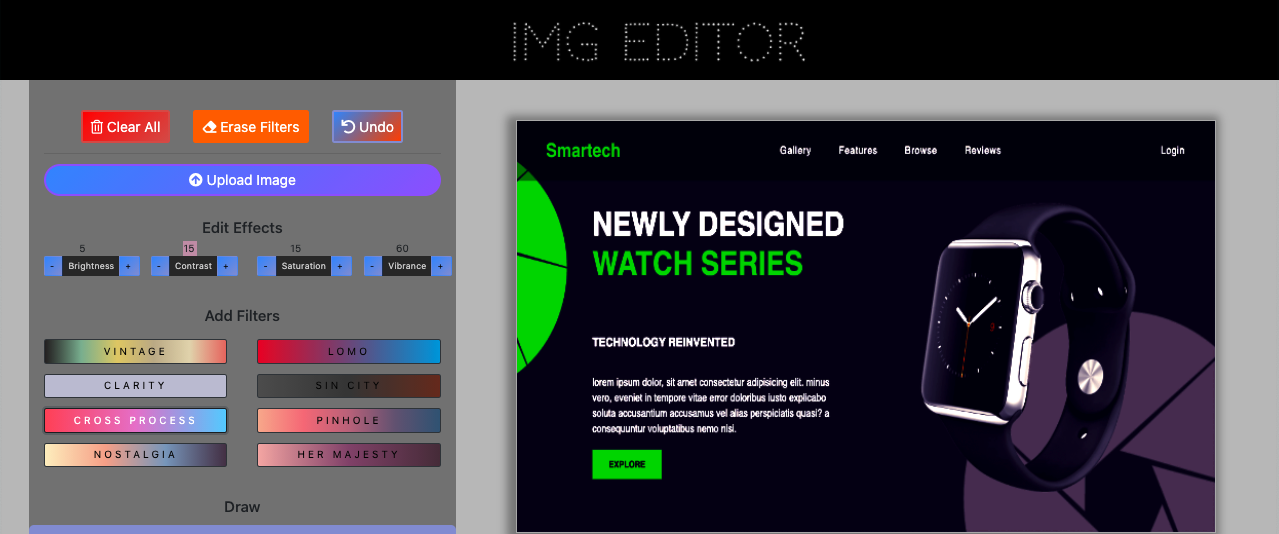 IMG EDITOR
Clear All
Erase Filters
Undo
Upload Image
Edit Effects
5
15
15
60
- Brightness +
- Contrast +
- Saturation +
- Vibrance +
Add Filters
VINTAGE
LOMO
CLARITY
SIN CITY
CROSS PROCESS
PINHOLE
NOSTALGIA
HER MAJESTY
Draw
Smartech
Gallery
Features
Browse
Reviews
Login
NEWLY DESIGNED
WATCH SERIES
TECHNOLOGY REINVENTED
lorem ipsum dolor, sit amet consectetur adipisicing elit. minus
vero, eveniet in tempore vitae error doloribus iusto explicabo
soluta accusantium accusamus vel alias perspiciatis quasi? a
consequuntur voluptatibus nemo nisi.
EXPLORE